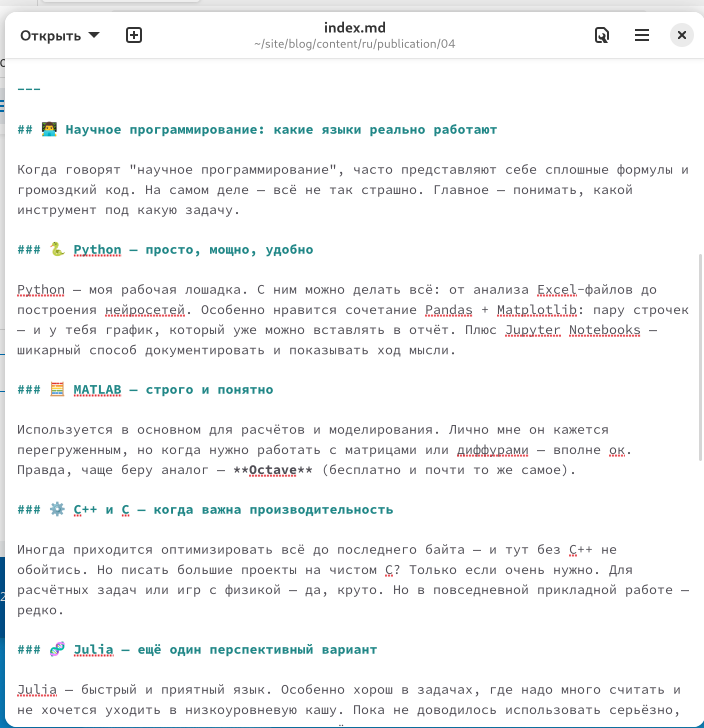 Открыть
index.md
~/site/blog/content/ru/publication/04
---
## 👨‍💻 Научное программирование: какие языки реально работают
Когда говорят "научное программирование", часто представляют себе сплошные формулы и
громоздкий код. На самом деле — всё не так страшно. Главное — понимать, какой
инструмент под какую задачу.
### 🐍 Python — просто, мощно, удобно
Python — моя рабочая лошадка. С ним можно делать всё: от анализа Excel-файлов до
построения нейросетей. Особенно нравится сочетание Pandas + Matplotlib: пару строчек
— и у тебя график, который уже можно вставлять в отчёт. Плюс Jupyter Notebooks —
шикарный способ документировать и показывать ход мысли.
### 🧮 MATLAB — строго и понятно
Используется в основном для расчётов и моделирования. Лично мне он кажется
перегруженным, но когда нужно работать с матрицами или диффурами — вполне ок.
Правда, чаще беру аналог — **Octave** (бесплатно и почти то же самое).
### ⚙️ C++ и C — когда важна производительность
Иногда приходится оптимизировать всё до последнего байта — и тут без C++ не
обойтись. Но писать большие проекты на чистом C? Только если очень нужно. Для
расчётных задач или игр с физикой — да, круто. Но в повседневной прикладной работе —
редко.
### 🧬 Julia — ещё один перспективный вариант
Julia — быстрый и приятный язык. Особенно хорош в задачах, где надо много считать и
не хочется уходить в низкоуровневую кашу. Пока не доводилось использовать серьёзно,